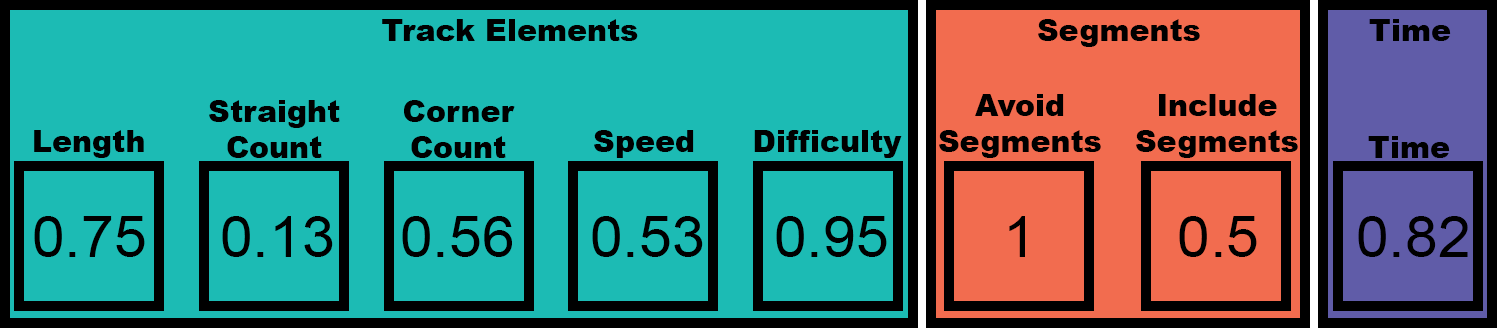 Track Elements
Segments
Time
Length
Straight
Count
Corner
Count
Speed
Difficulty
Avoid
Segments
Include
Segments
Time
0.75
0.13
0.56
0.53
0.95
1
0.5
0.82